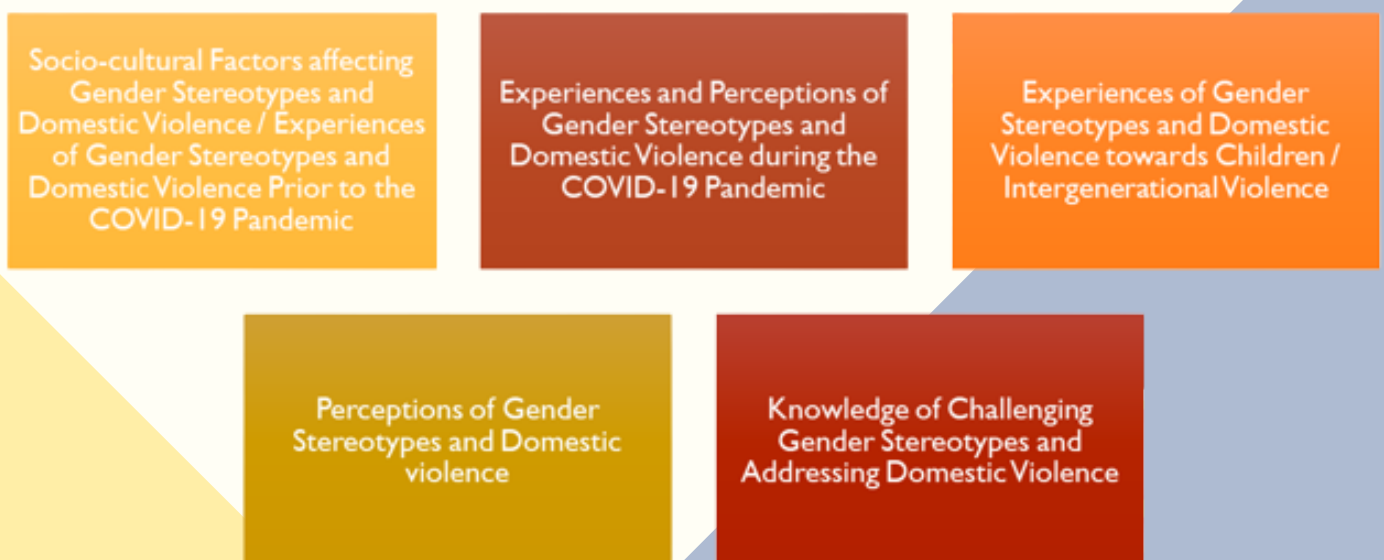 Socio-cultural Factors affecting
Gender Stereotypes and
Domestic Violence / Experiences
of Gender Stereotypes and
Domestic Violence Prior to the
COVID-19 Pandemic
Experiences and Perceptions of
Gender Stereotypes and
Domestic Violence during the
COVID-19 Pandemic
Experiences of Gender
Stereotypes and Domestic
Violence towards Children /
Intergenerational Violence
Perceptions of Gender
Stereotypes and Domestic
violence
Knowledge of Challenging
Gender Stereotypes and
Addressing Domestic Violence